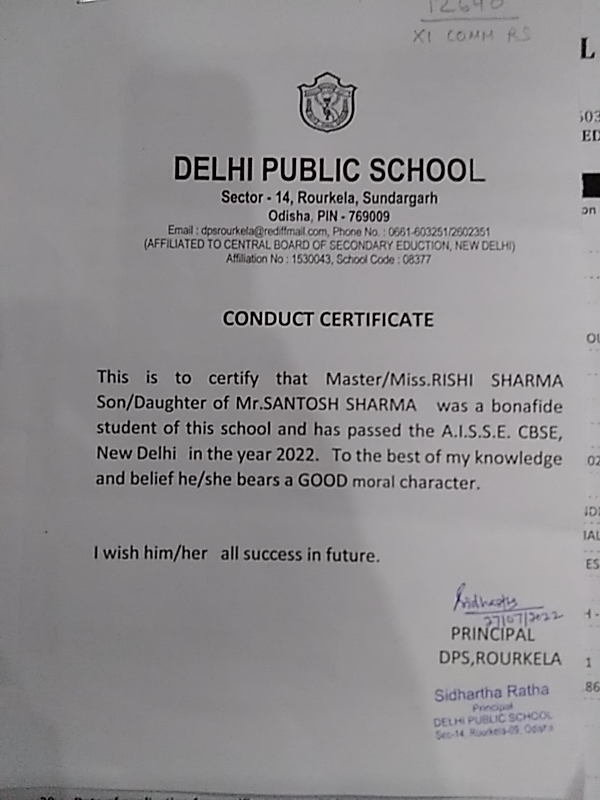 12640
XI COMM RS
DELHI PUBLIC SCHOOL
Sector - 14, Rourkela, Sundargarh
Odisha, PIN - 769009
Email : dpsrourkela@rediffmail.com, Phone No. : 0661-603251/2602351
(AFFILIATED TO CENTRAL BOARD OF SECONDARY EDUCTION, NEW DELHI)
Affiliation No : 1530043, School Code : 08377
CONDUCT CERTIFICATE
This is to certify that Master/Miss.RISHI SHARMA
Son/Daughter of Mr.SANTOSH SHARMA was a bonafide
student of this school and has passed the A.I.S.S.E. CBSE,
New Delhi in the year 2022. To the best of my knowledge
and belief he/she bears a GOOD moral character.
I wish him/her all success in future.
27/07/2022
PRINCIPAL
DPS,ROURKELA
Sidhartha Ratha
Principal
DELHI PUBLIC SCHOOL
Sec-14, Rourkela-09, Odisha